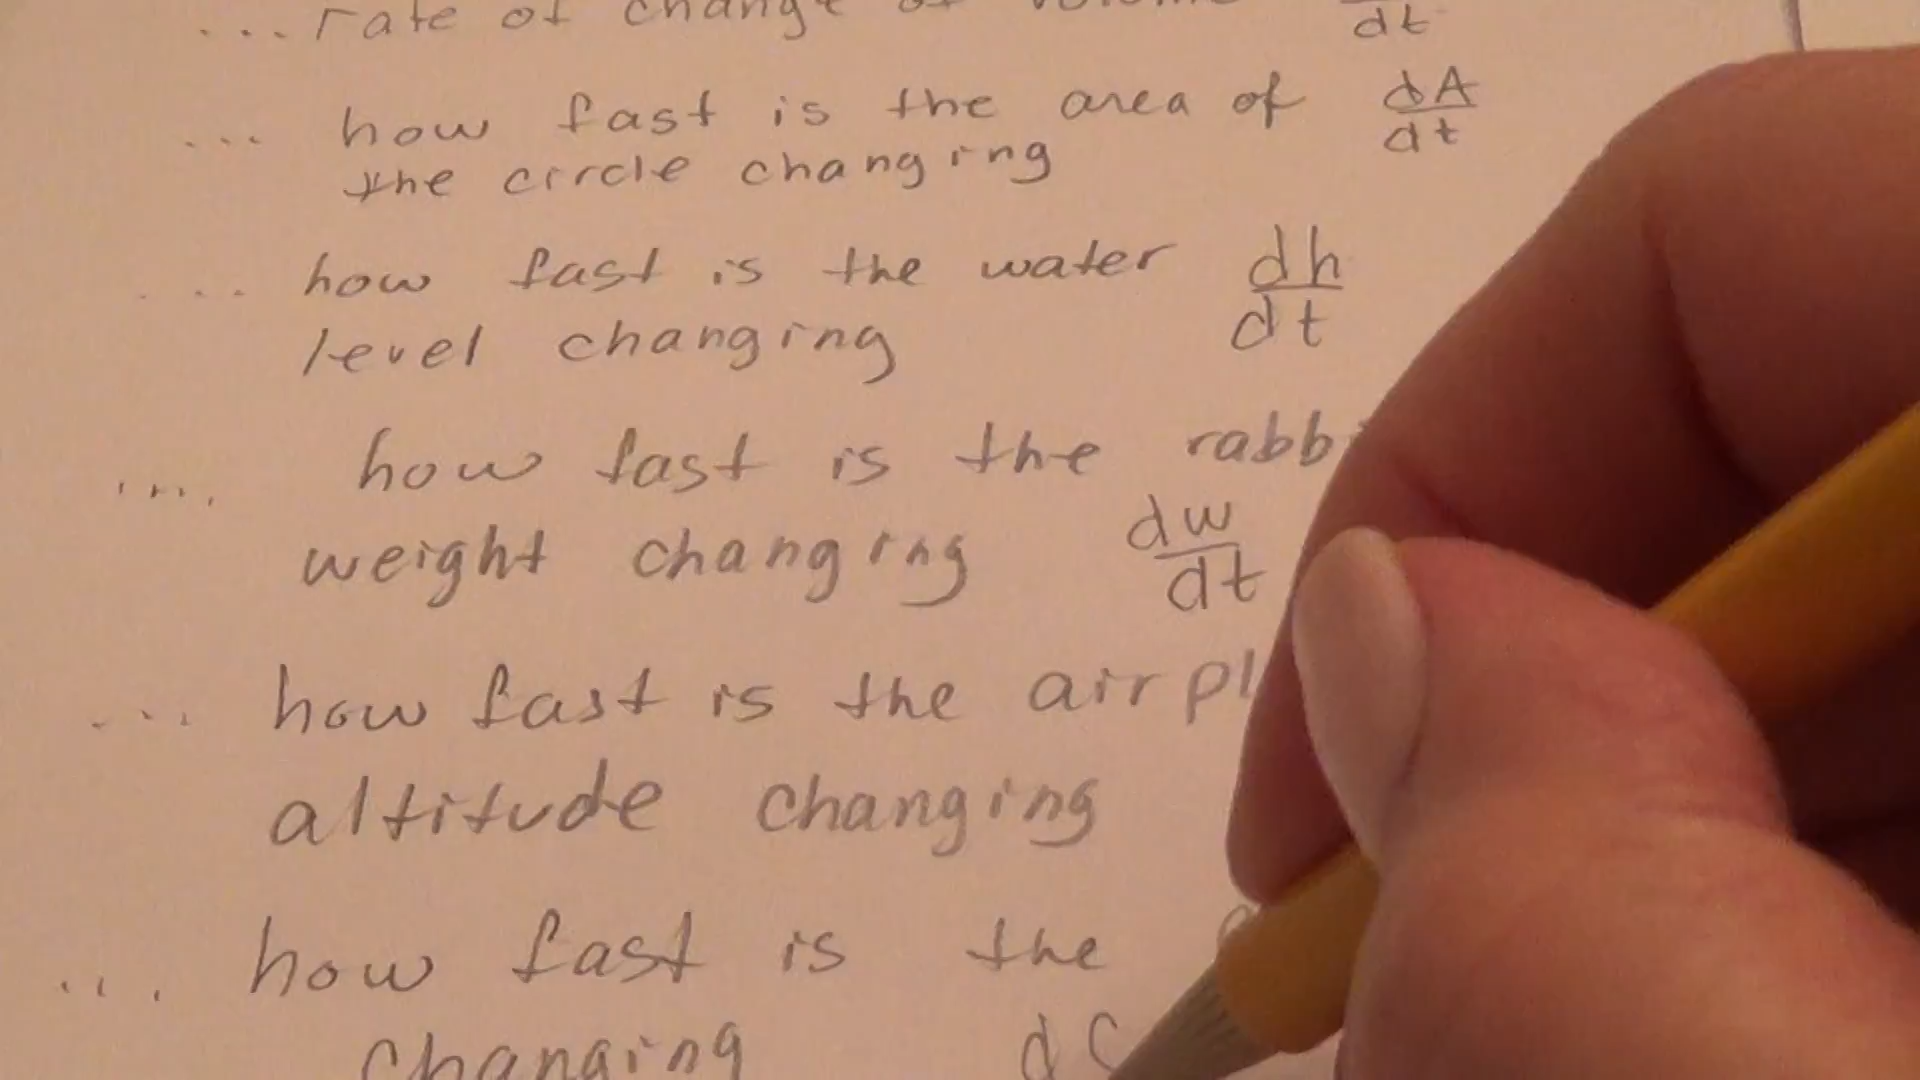 ... rate of change of volume
dt
... how fast is the area of dA
dt
the circle changing
... how fast is the water dh
dt
level changing
.... how fast is the
weight changing dw
dt
... how fast is the
altitude changing
... how fast is the
changing